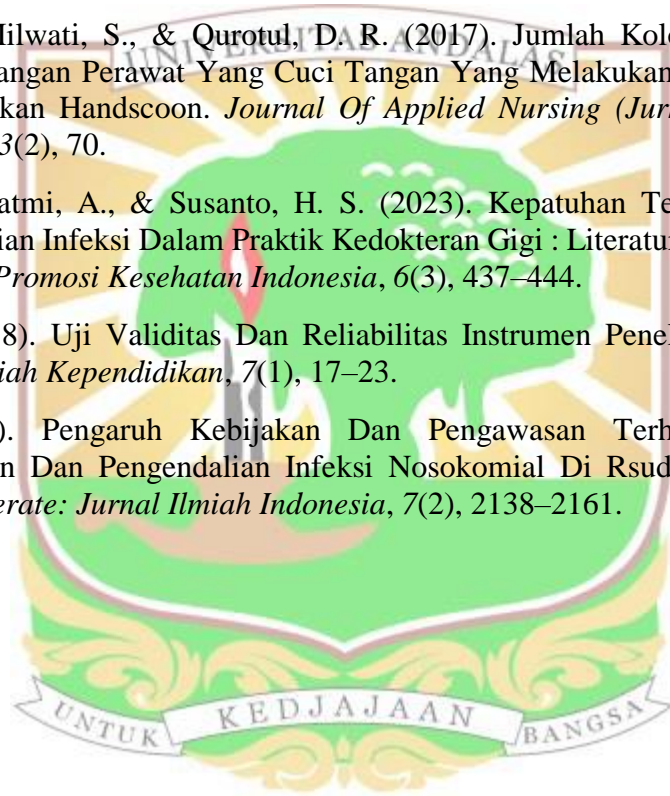 Milwati, S., & Qurotul, D. R. (2017). Jumlah Kol
UNIVERSITAS ANDALAS
angan Perawat Yang Cuci Tangan Yang Melakukan
kan Handscoon. Journal Of Applied Nursing (Jur
3(2), 70.
atmi, A., & Susanto, H. S. (2023). Kepatuhan Te
ian Infeksi Dalam Praktik Kedokteran Gigi : Literatu
Promosi Kesehatan Indonesia, 6(3), 437–444.
8). Uji Validitas Dan Reliabilitas Instrumen Pene
iah Kependidikan, 7(1), 17–23.
). Pengaruh Kebijakan Dan Pengawasan Terh
n Dan Pengendalian Infeksi Nosokomial Di Rsud
erate: Jurnal Ilmiah Indonesia, 7(2), 2138–2161.
UNTUK KEDJAJAAN BANGSA